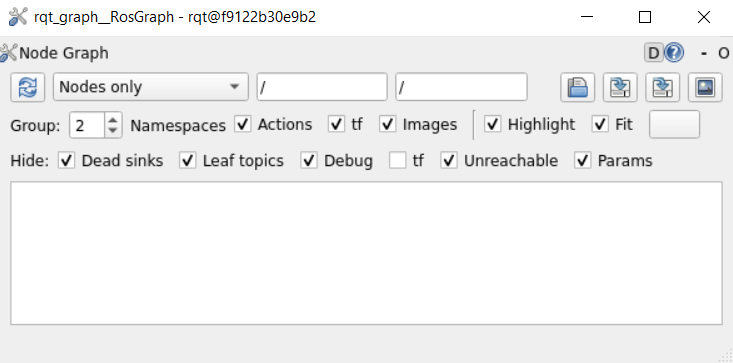 rqt_graph__RosGraph - rqt@f9122b30e9b2
Node Graph D ? - O
Nodes only / /
Group: 2 Namespaces Actions tf Images Highlight Fit
Hide: Dead sinks Leaf topics Debug tf Unreachable Params